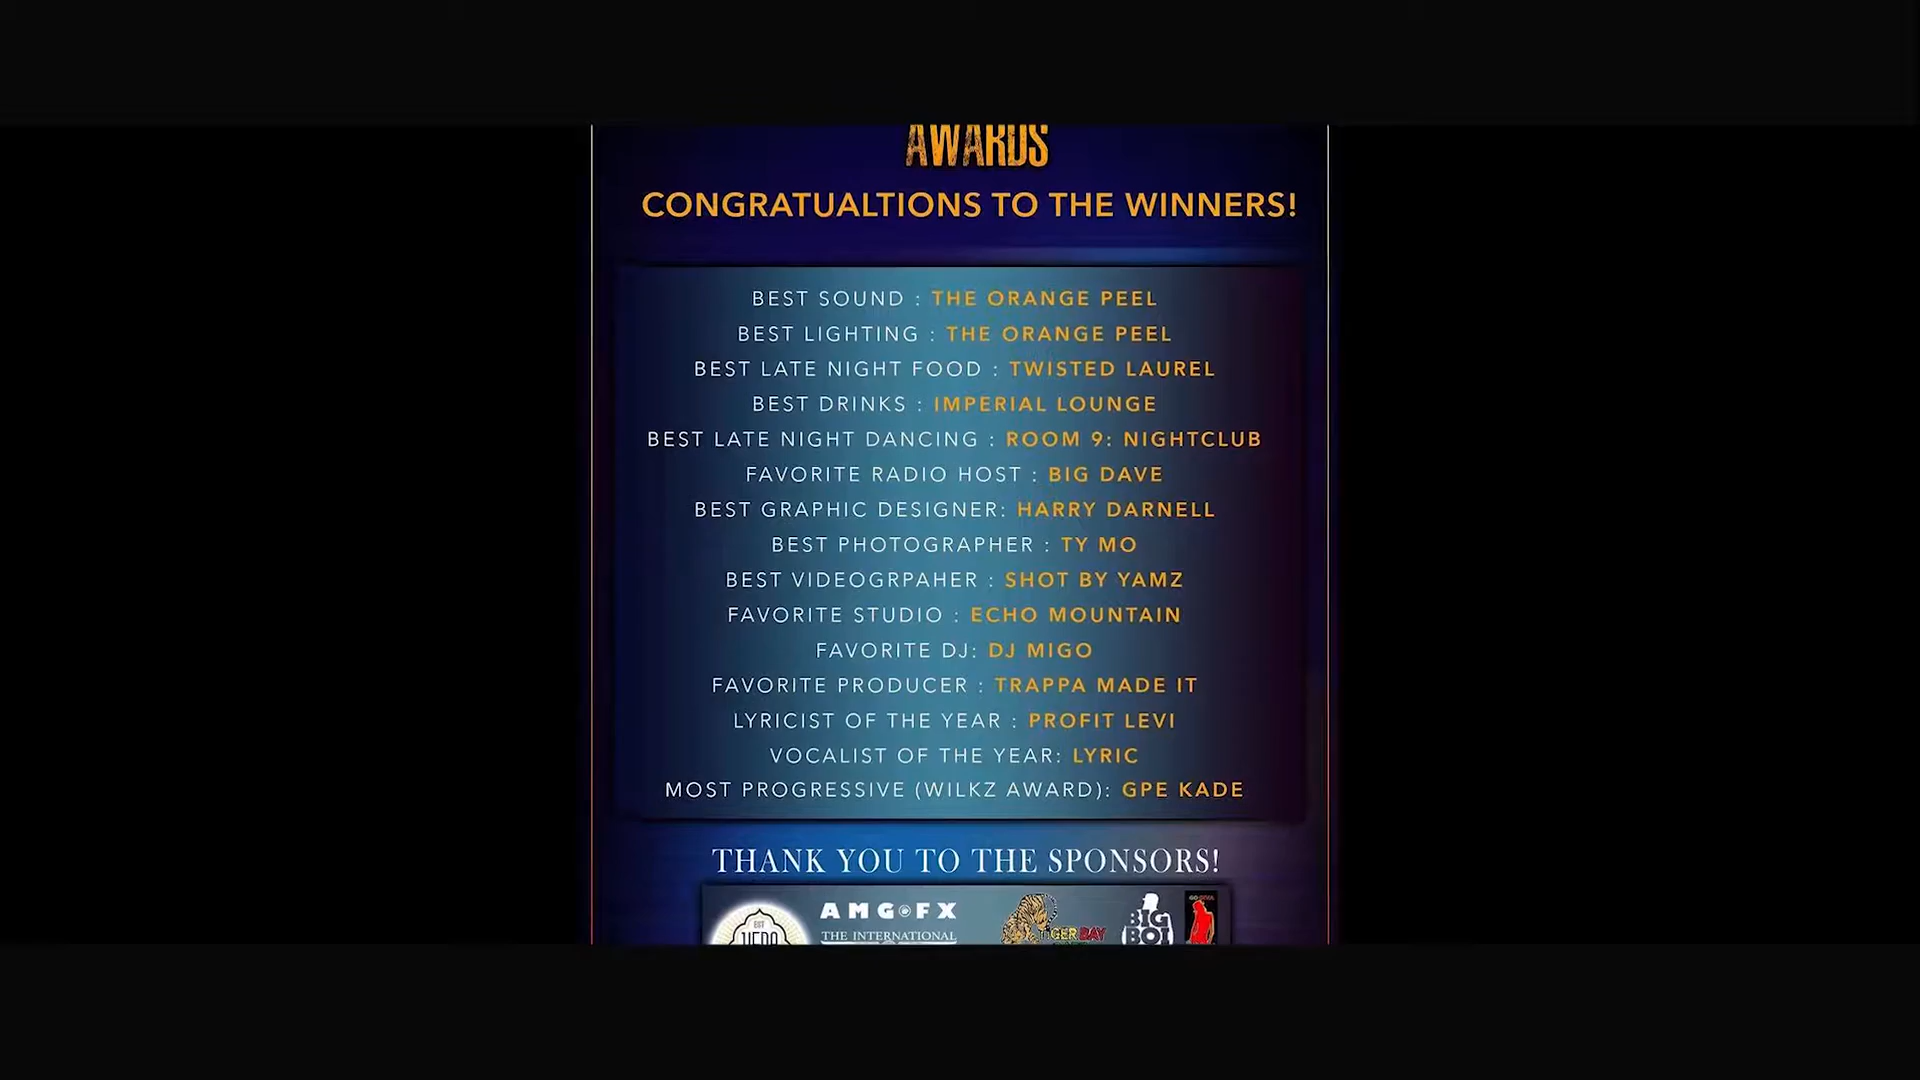 AWARDS
CONGRATUALTIONS TO THE WINNERS!
BEST SOUND : THE ORANGE PEEL
BEST LIGHTING : THE ORANGE PEEL
BEST LATE NIGHT FOOD : TWISTED LAUREL
BEST DRINKS : IMPERIAL LOUNGE
BEST LATE NIGHT DANCING : ROOM 9: NIGHTCLUB
FAVORITE RADIO HOST : BIG DAVE
BEST GRAPHIC DESIGNER: HARRY DARNELL
BEST PHOTOGRAPHER : TY MO
BEST VIDEOGRPAHER : SHOT BY YAMZ
FAVORITE STUDIO : ECHO MOUNTAIN
FAVORITE DJ: DJ MIGO
FAVORITE PRODUCER : TRAPPA MADE IT
LYRICIST OF THE YEAR : PROFIT LEVI
VOCALIST OF THE YEAR: LYRIC
MOST PROGRESSIVE (WILKZ AWARD): GPE KADE
THANK YOU TO THE SPONSORS!
EST
AMG FX
THE INTERNATIONAL
TIGER BAY
BIG
BOI